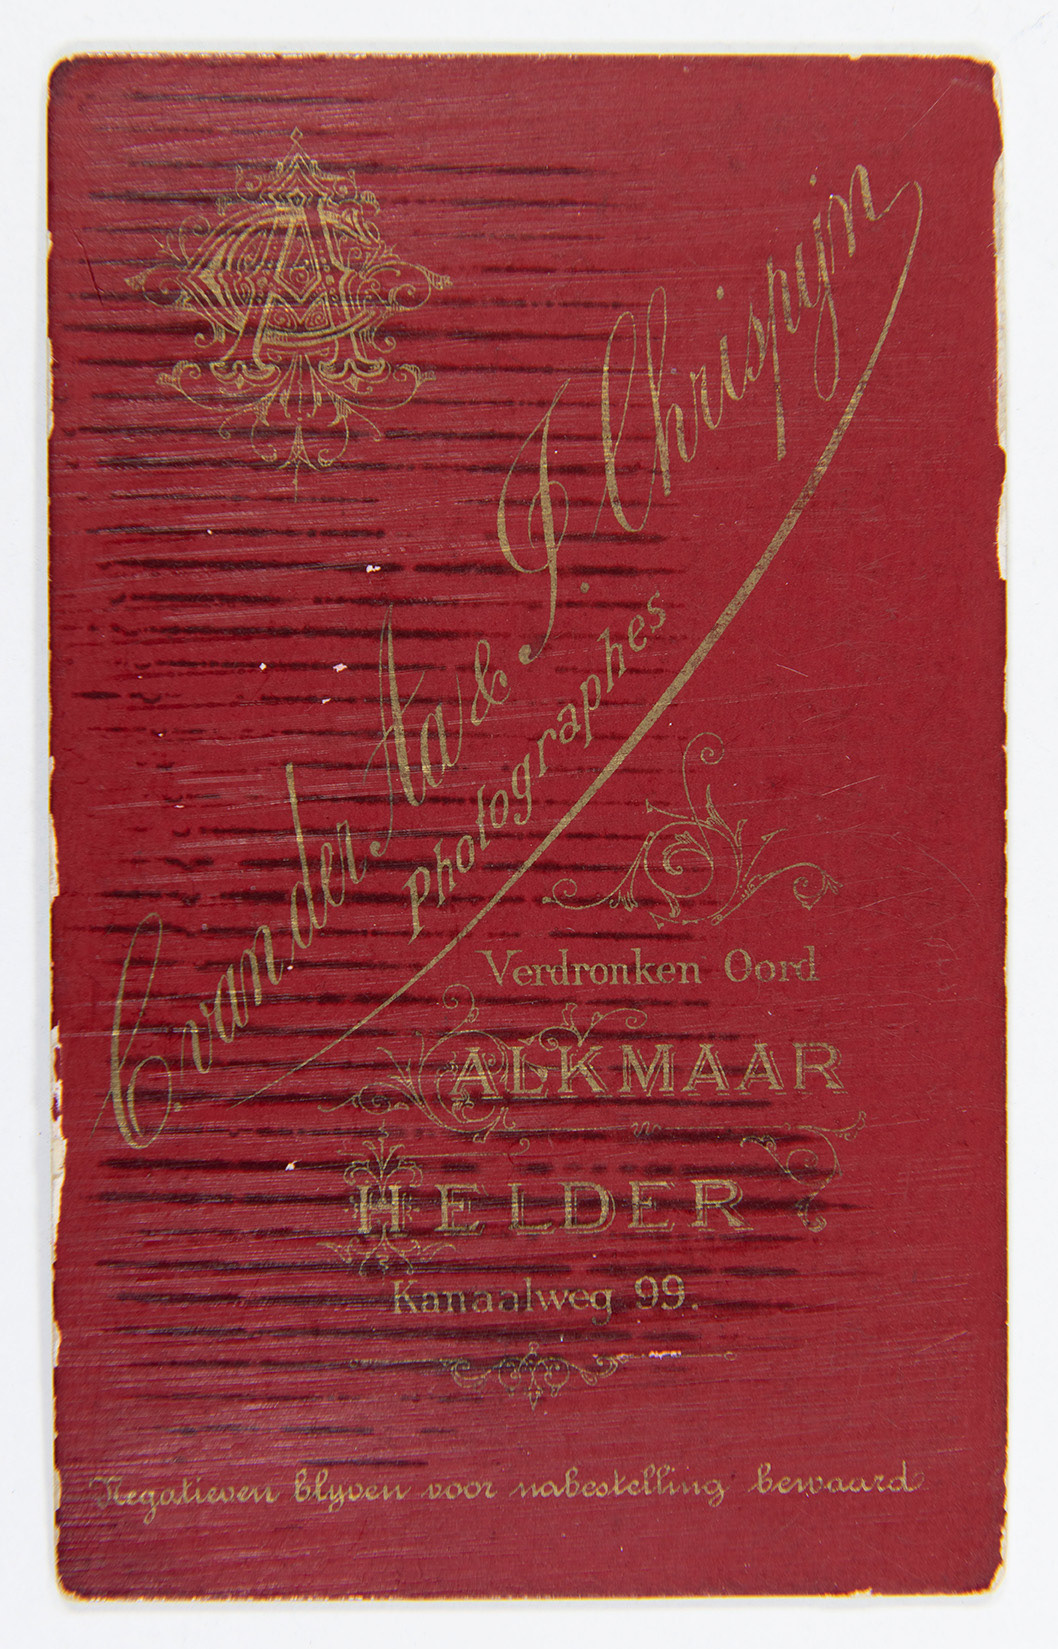 C. van der Aa & J. Chrispijn
photographes
Verdronken Oord
ALKMAAR
HELDER
Kanaalweg 99.
Negatieven blyven voor nabestelling bewaard